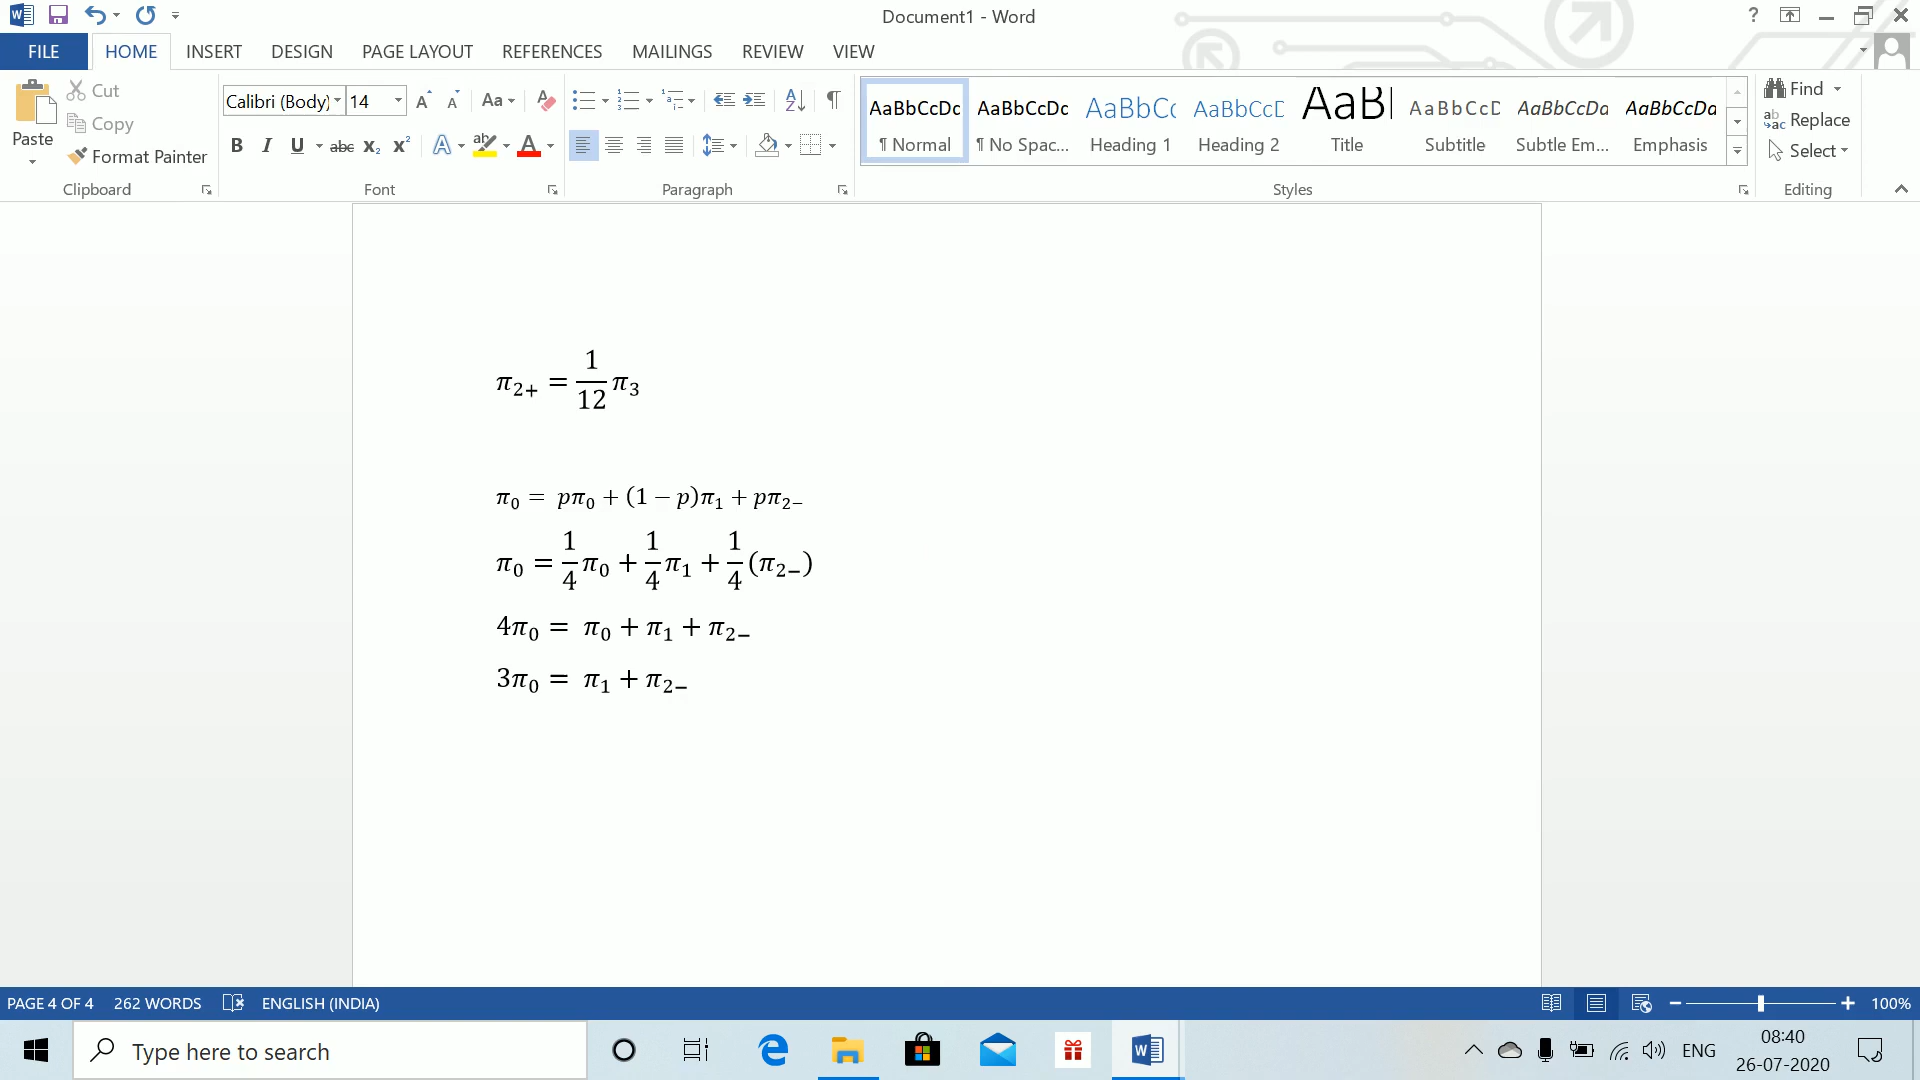 Document1 - Word
?
FILE HOME INSERT DESIGN PAGE LAYOUT REFERENCES MAILINGS REVIEW VIEW
Paste
Cut
Copy
Format Painter
Clipboard
Calibri (Body) 14
B I U abc x₂ x²
Font
Paragraph
AaBbCcDc ¶ Normal
AaBbCcDc ¶ No Spac...
AaBbCc Heading 1
AaBbCcD Heading 2
AaB Title
AaBbCcD Subtitle
AaBbCcDa Subtle Em...
AaBbCcDa Emphasis
Styles
Find
Replace
Select
Editing
π₂₊ = 1/12 π₃
π₀ = pπ₀ + (1 − p)π₁ + pπ₂₋
π₀ = 1/4 π₀ + 1/4 π₁ + 1/4 (π₂₋)
4π₀ = π₀ + π₁ + π₂₋
3π₀ = π₁ + π₂₋
PAGE 4 OF 4 262 WORDS ENGLISH (INDIA) 100%
Type here to search
ENG
08:40
26-07-2020